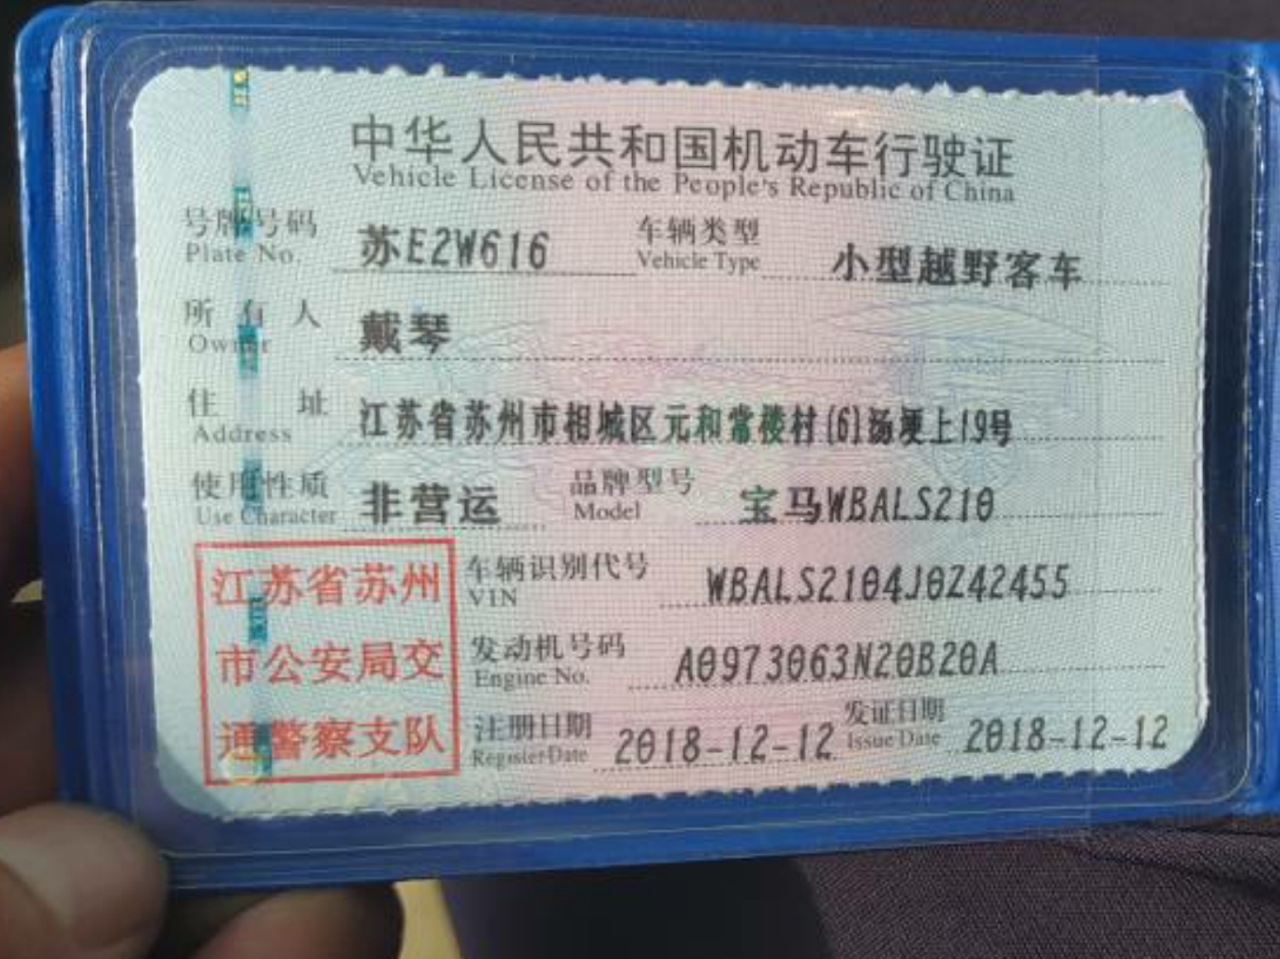 中华人民共和国机动车行驶证
Vehicle License of the People's Republic of China
号牌号码 苏E2W616 车辆类型 小型越野客车
Plate No. Vehicle Type
所有人 戴琴
Owner
住址 江苏省苏州市相城区元和常楼村(6)汤埂上19号
Address
使用性质 非营运 品牌型号 宝马WBALS210
Use Character Model
江苏省苏州
市公安局交
通警察支队
车辆识别代号 WBALS2104J0Z42455
VIN
发动机号码 A0973063N20B20A
Engine No.
注册日期 2018-12-12 发证日期 2018-12-12
Register Date Issue Date